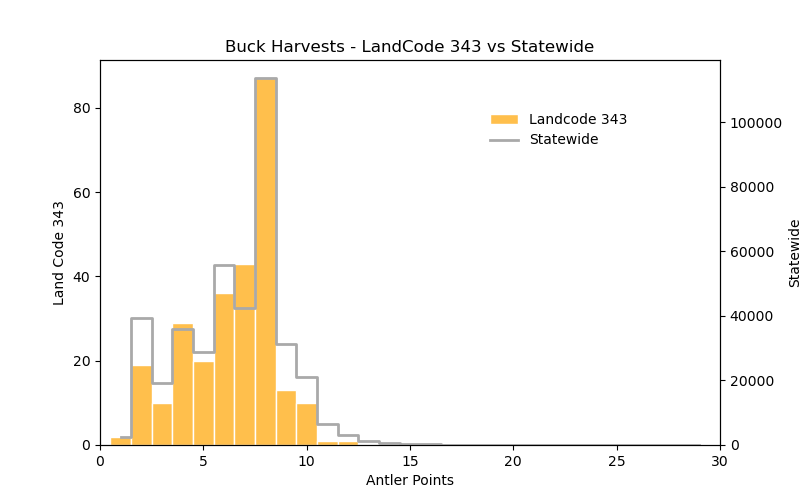 Buck Harvests - LandCode 343 vs Statewide
Landcode 343
Statewide
Land Code 343
80
60
40
20
0
100000
80000
60000
40000
20000
0
Statewide
0 5 10 15 20 25 30
Antler Points